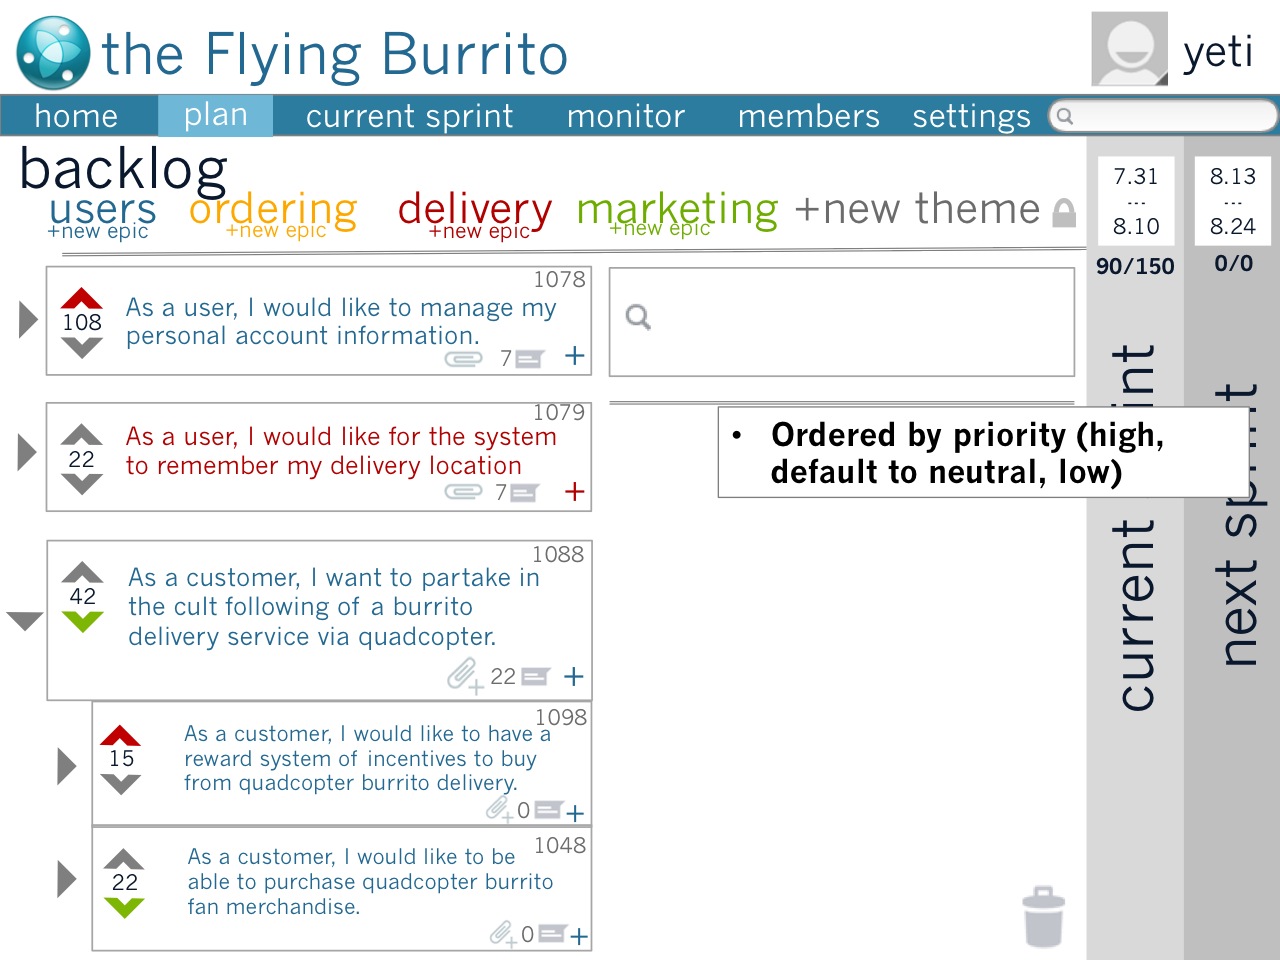 the Flying Burrito
yeti
home plan current sprint monitor members settings
backlog
users ordering delivery marketing +new theme
+new epic +new epic +new epic +new epic
7.31
...
8.10
90/150
current sprint
8.13
...
8.24
0/0
next sprint
1078
108
As a user, I would like to manage my
personal account information.
7 +
1079
22
As a user, I would like for the system
to remember my delivery location
7 +
• Ordered by priority (high,
default to neutral, low)
1088
42
As a customer, I want to partake in
the cult following of a burrito
delivery service via quadcopter.
22 +
1098
15
As a customer, I would like to have a
reward system of incentives to buy
from quadcopter burrito delivery.
0 +
1048
22
As a customer, I would like to be
able to purchase quadcopter burrito
fan merchandise.
0 +